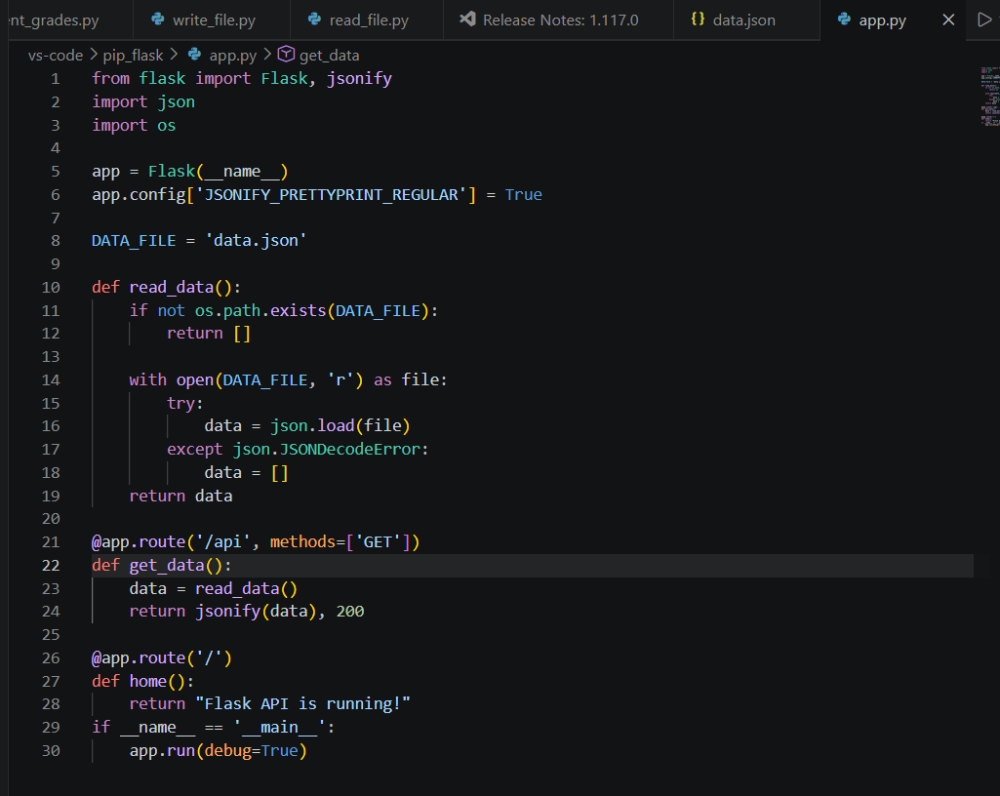 ent_grades.py write_file.py read_file.py Release Notes: 1.117.0 {} data.json app.py
vs-code > pip_flask > app.py > get_data
1 from flask import Flask, jsonify
2 import json
3 import os
4
5 app = Flask(__name__)
6 app.config['JSONIFY_PRETTYPRINT_REGULAR'] = True
7
8 DATA_FILE = 'data.json'
9
10 def read_data():
11     if not os.path.exists(DATA_FILE):
12         return []
13
14     with open(DATA_FILE, 'r') as file:
15         try:
16             data = json.load(file)
17         except json.JSONDecodeError:
18             data = []
19     return data
20
21 @app.route('/api', methods=['GET'])
22 def get_data():
23     data = read_data()
24     return jsonify(data), 200
25
26 @app.route('/')
27 def home():
28     return "Flask API is running!"
29 if __name__ == '__main__':
30     app.run(debug=True)